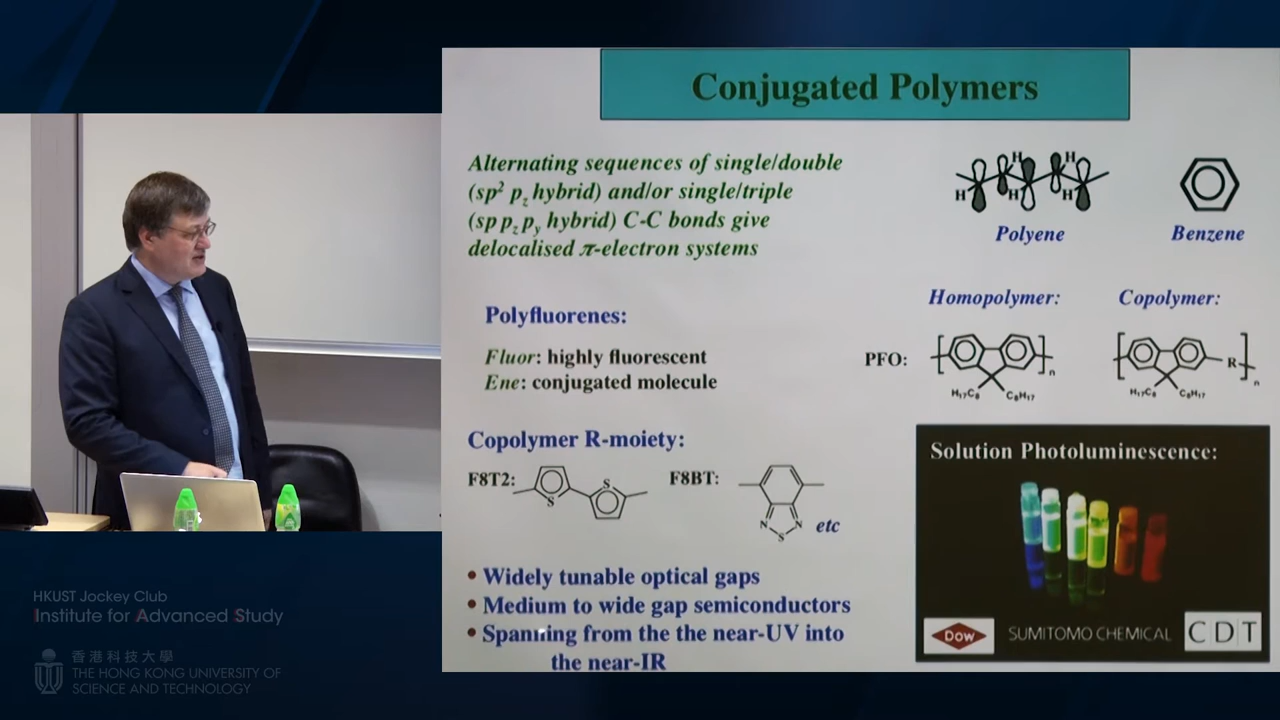 Conjugated Polymers
Alternating sequences of single/double
(sp² p_z hybrid) and/or single/triple
(sp p_z p_y hybrid) C-C bonds give
delocalised π-electron systems
H
H
H
H
H
Polyene
Benzene
Polyfluorenes:
Fluor: highly fluorescent
Ene: conjugated molecule
Homopolymer:
Copolymer:
PFO:
n
H₁₇C₈ C₈H₁₇
R
n
H₁₇C₈ C₈H₁₇
Copolymer R-moiety:
F8T2:
S
S
F8BT:
N N
S
etc
• Widely tunable optical gaps
• Medium to wide gap semiconductors
• Spanning from the the near-UV into
the near-IR
Solution Photoluminescence:
Dow
SUMITOMO CHEMICAL
CDT
HKUST Jockey Club
Institute for Advanced Study
香港科技大學
THE HONG KONG UNIVERSITY OF
SCIENCE AND TECHNOLOGY